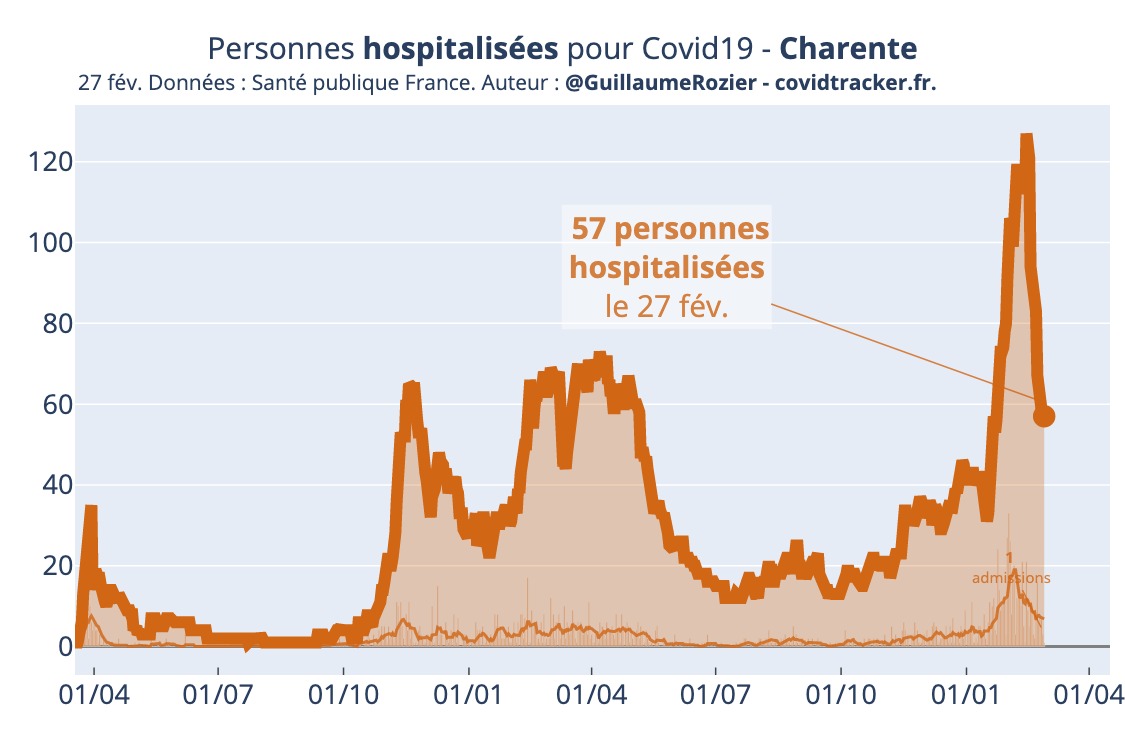 Personnes hospitalisées pour Covid19 - Charente
27 fév. Données : Santé publique France. Auteur : @GuillaumeRozier - covidtracker.fr.
120
100
80
60
40
20
0
57 personnes
hospitalisées
le 27 fév.
1
admissions
01/04 01/07 01/10 01/01 01/04 01/07 01/10 01/01 01/04